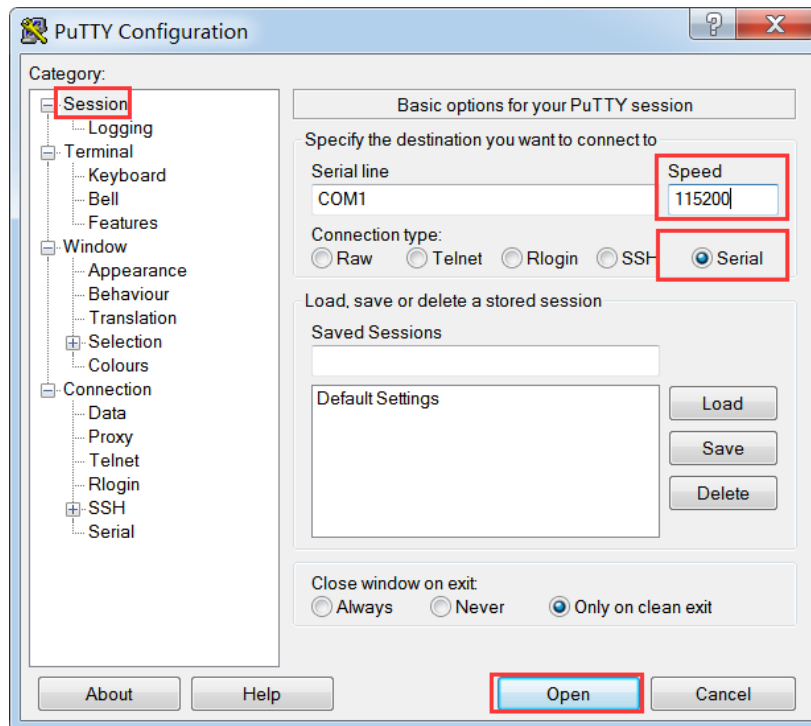 PuTTY Configuration
Category:
Session
Logging
Terminal
Keyboard
Bell
Features
Window
Appearance
Behaviour
Translation
Selection
Colours
Connection
Data
Proxy
Telnet
Rlogin
SSH
Serial
Basic options for your PuTTY session
Specify the destination you want to connect to
Serial line Speed
COM1 115200
Connection type:
Raw Telnet Rlogin SSH Serial
Load, save or delete a stored session
Saved Sessions
Default Settings
Load
Save
Delete
Close window on exit:
Always Never Only on clean exit
About Help Open Cancel